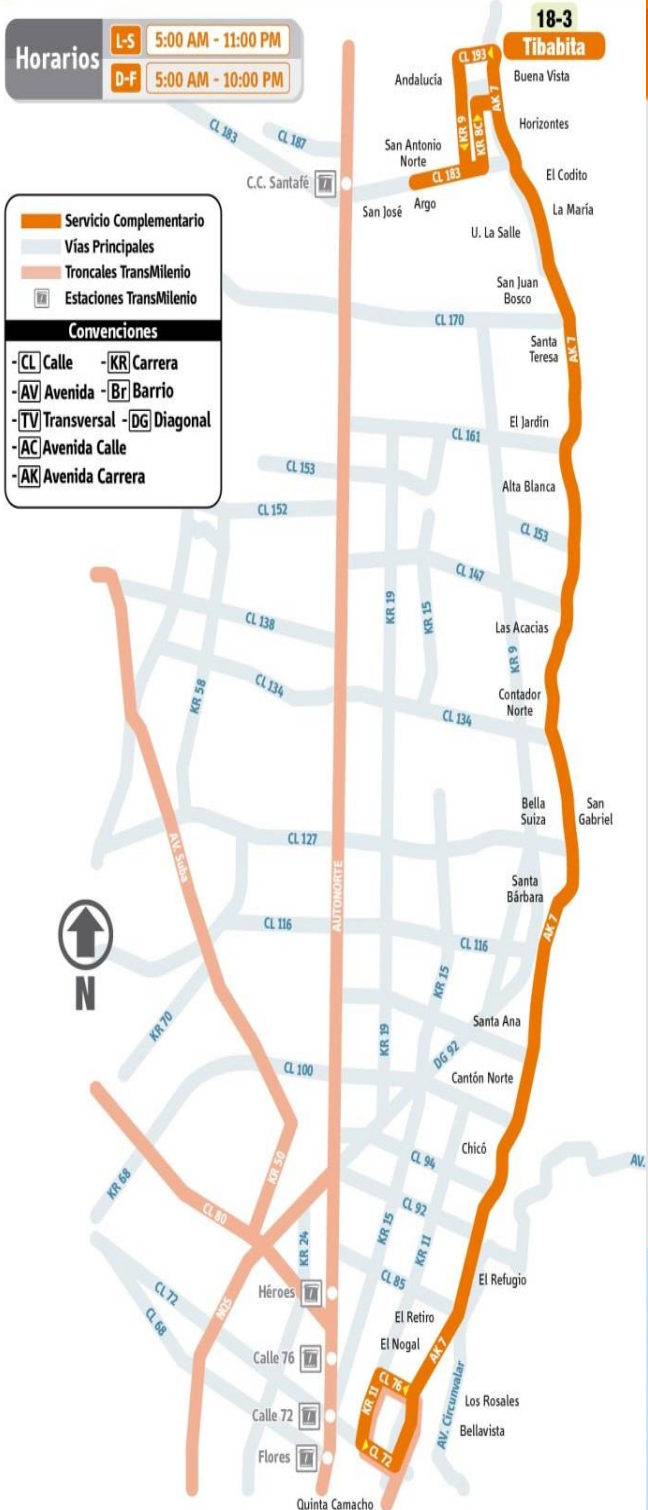 Horarios
L-S 5:00 AM - 11:00 PM
D-F 5:00 AM - 10:00 PM
18-3
Tibabita
CL 193
Andalucía
Buena Vista
AK 7
KR 9
KR 8C
Horizontes
CL 183
CL 187
San Antonio
Norte
C.C. Santafé
CL 183
El Codito
San José
Argo
La María
U. La Salle
Servicio Complementario
Vías Principales
Troncales TransMilenio
Estaciones TransMilenio
Convenciones
- CL Calle - KR Carrera
- AV Avenida - Br Barrio
- TV Transversal - DG Diagonal
- AC Avenida Calle
- AK Avenida Carrera
San Juan
Bosco
CL 170
Santa
Teresa
AK 7
El Jardín
CL 161
CL 153
Alta Blanca
CL 152
CL 153
CL 147
KR 19
KR 15
CL 138
Las Acacias
KR 9
CL 134
KR 58
Contador
Norte
CL 134
Bella
Suiza
San
Gabriel
CL 127
AV. Suba
AUTONORTE
Santa
Bárbara
CL 116
CL 116
AK 7
N
KR 15
KR 70
Santa Ana
KR 19
DG 92
CL 100
Cantón Norte
Chicó
CL 94
AV.
KR 50
KR 68
CL 92
CL 80
KR 15
KR 11
KR 24
CL 85
El Refugio
Héroes
CL 72
NQS
El Retiro
CL 68
El Nogal
AK 7
Calle 76
CL 76
KR 11
AV. Circunvalar
Los Rosales
Calle 72
Bellavista
CL 72
Flores
Quinta Camacho